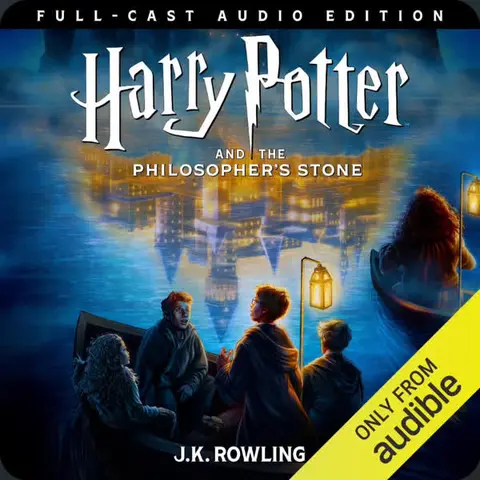 FULL-CAST AUDIO EDITION
Harry Potter
AND THE
PHILOSOPHER'S STONE
J.K. ROWLING
ONLY FROM
audible